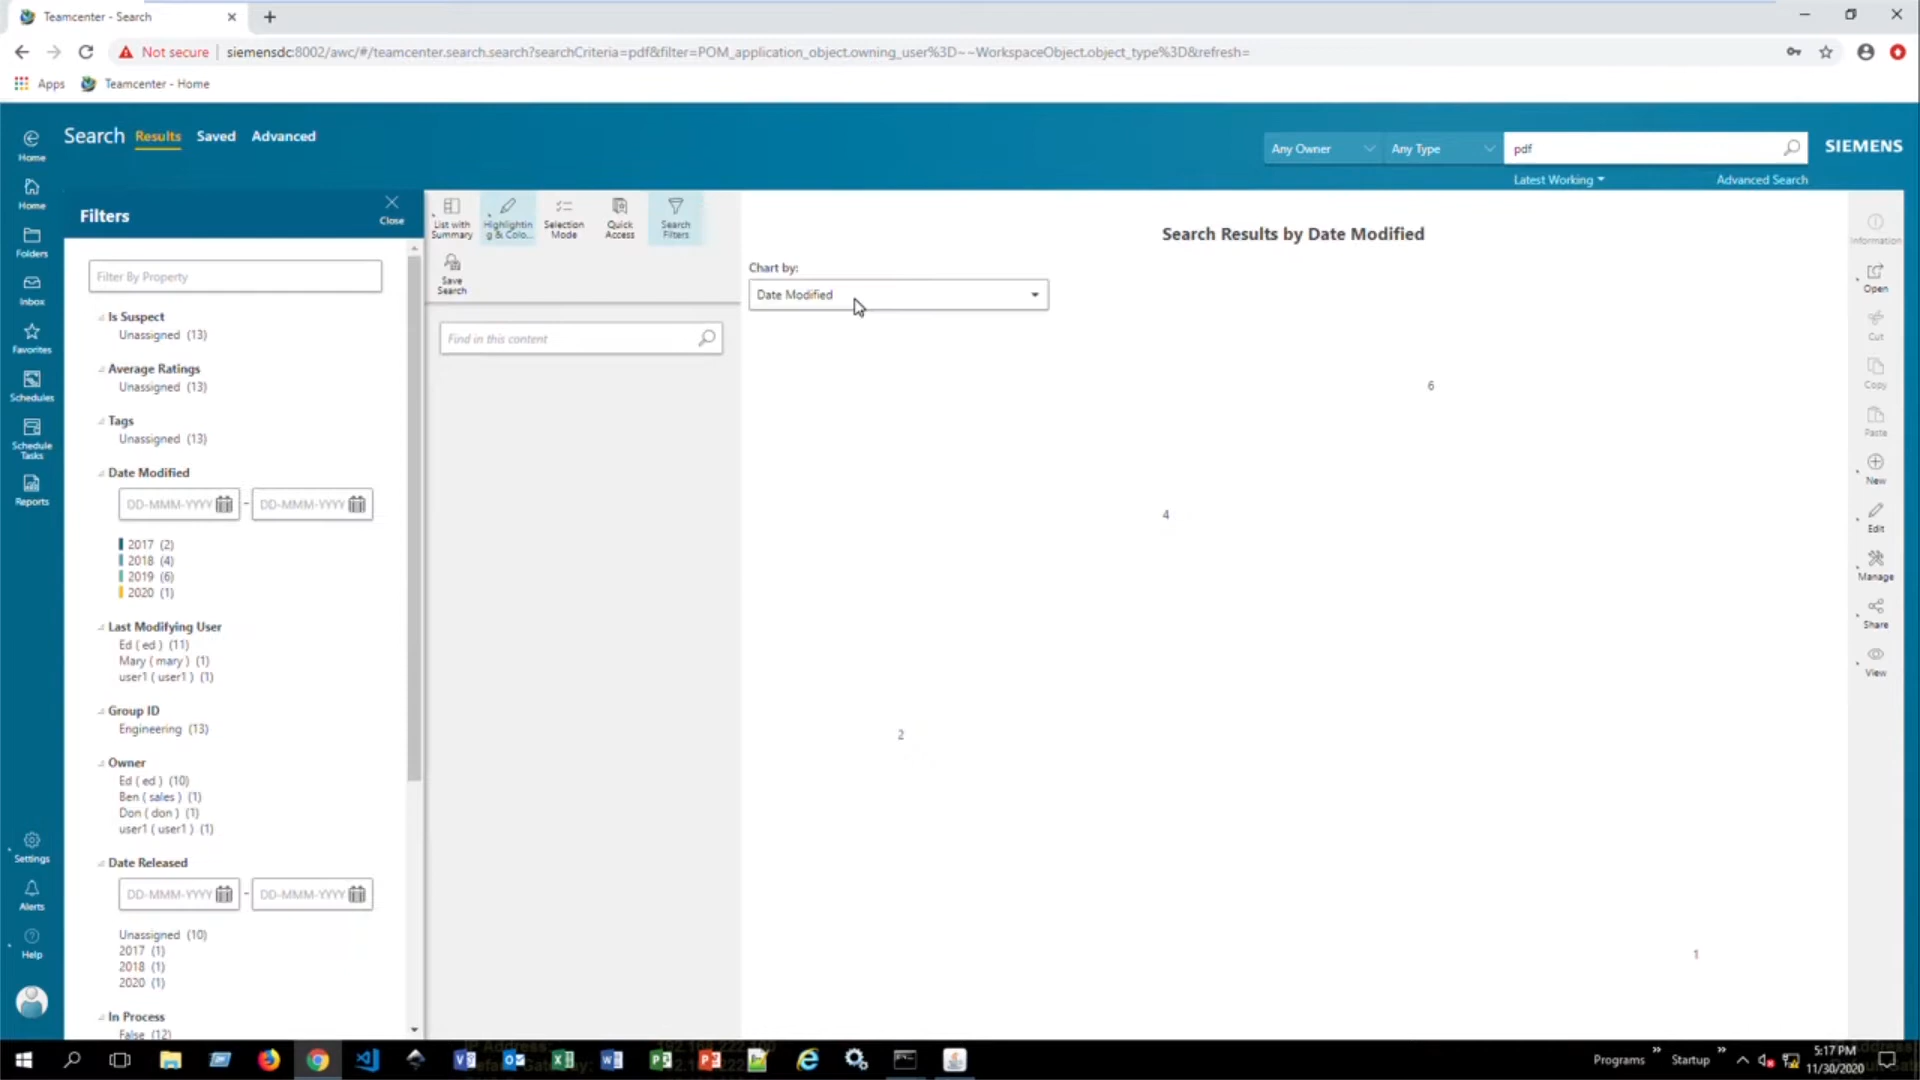 Teamcenter - Search
Not secure
siemensdc:8002/awc/#/teamcenter.search.search?searchCriteria=pdf&filter=POM_application_object.owning_user%3D~~WorkspaceObject.object_type%3D&refresh=
Apps
Teamcenter - Home
Home
Search
Results
Saved
Advanced
Any Owner
Any Type
pdf
SIEMENS
Latest Working
Advanced Search
Home
Folders
Inbox
Favorites
Schedules
Schedule
Tasks
Reports
Settings
Alerts
Help
Filters
Close
Filter By Property
Is Suspect
Unassigned (13)
Average Ratings
Unassigned (13)
Tags
Unassigned (13)
Date Modified
DD-MMM-YYYY - DD-MMM-YYYY
2017 (2)
2018 (4)
2019 (6)
2020 (1)
Last Modifying User
Ed ( ed ) (11)
Mary ( mary ) (1)
user1 ( user1 ) (1)
Group ID
Engineering (13)
Owner
Ed ( ed ) (10)
Ben ( sales ) (1)
Don ( don ) (1)
user1 ( user1 ) (1)
Date Released
DD-MMM-YYYY - DD-MMM-YYYY
Unassigned (10)
2017 (1)
2018 (1)
2020 (1)
In Process
False (12)
List with
Summary
Highlightin
g & Colo...
Selection
Mode
Quick
Access
Search
Filters
Save
Search
Find in this content
Search Results by Date Modified
Chart by:
Date Modified
6
4
2
1
Information
Open
Cut
Copy
Paste
New
Edit
Manage
Share
View
Programs
Startup
5:17 PM
11/30/2020